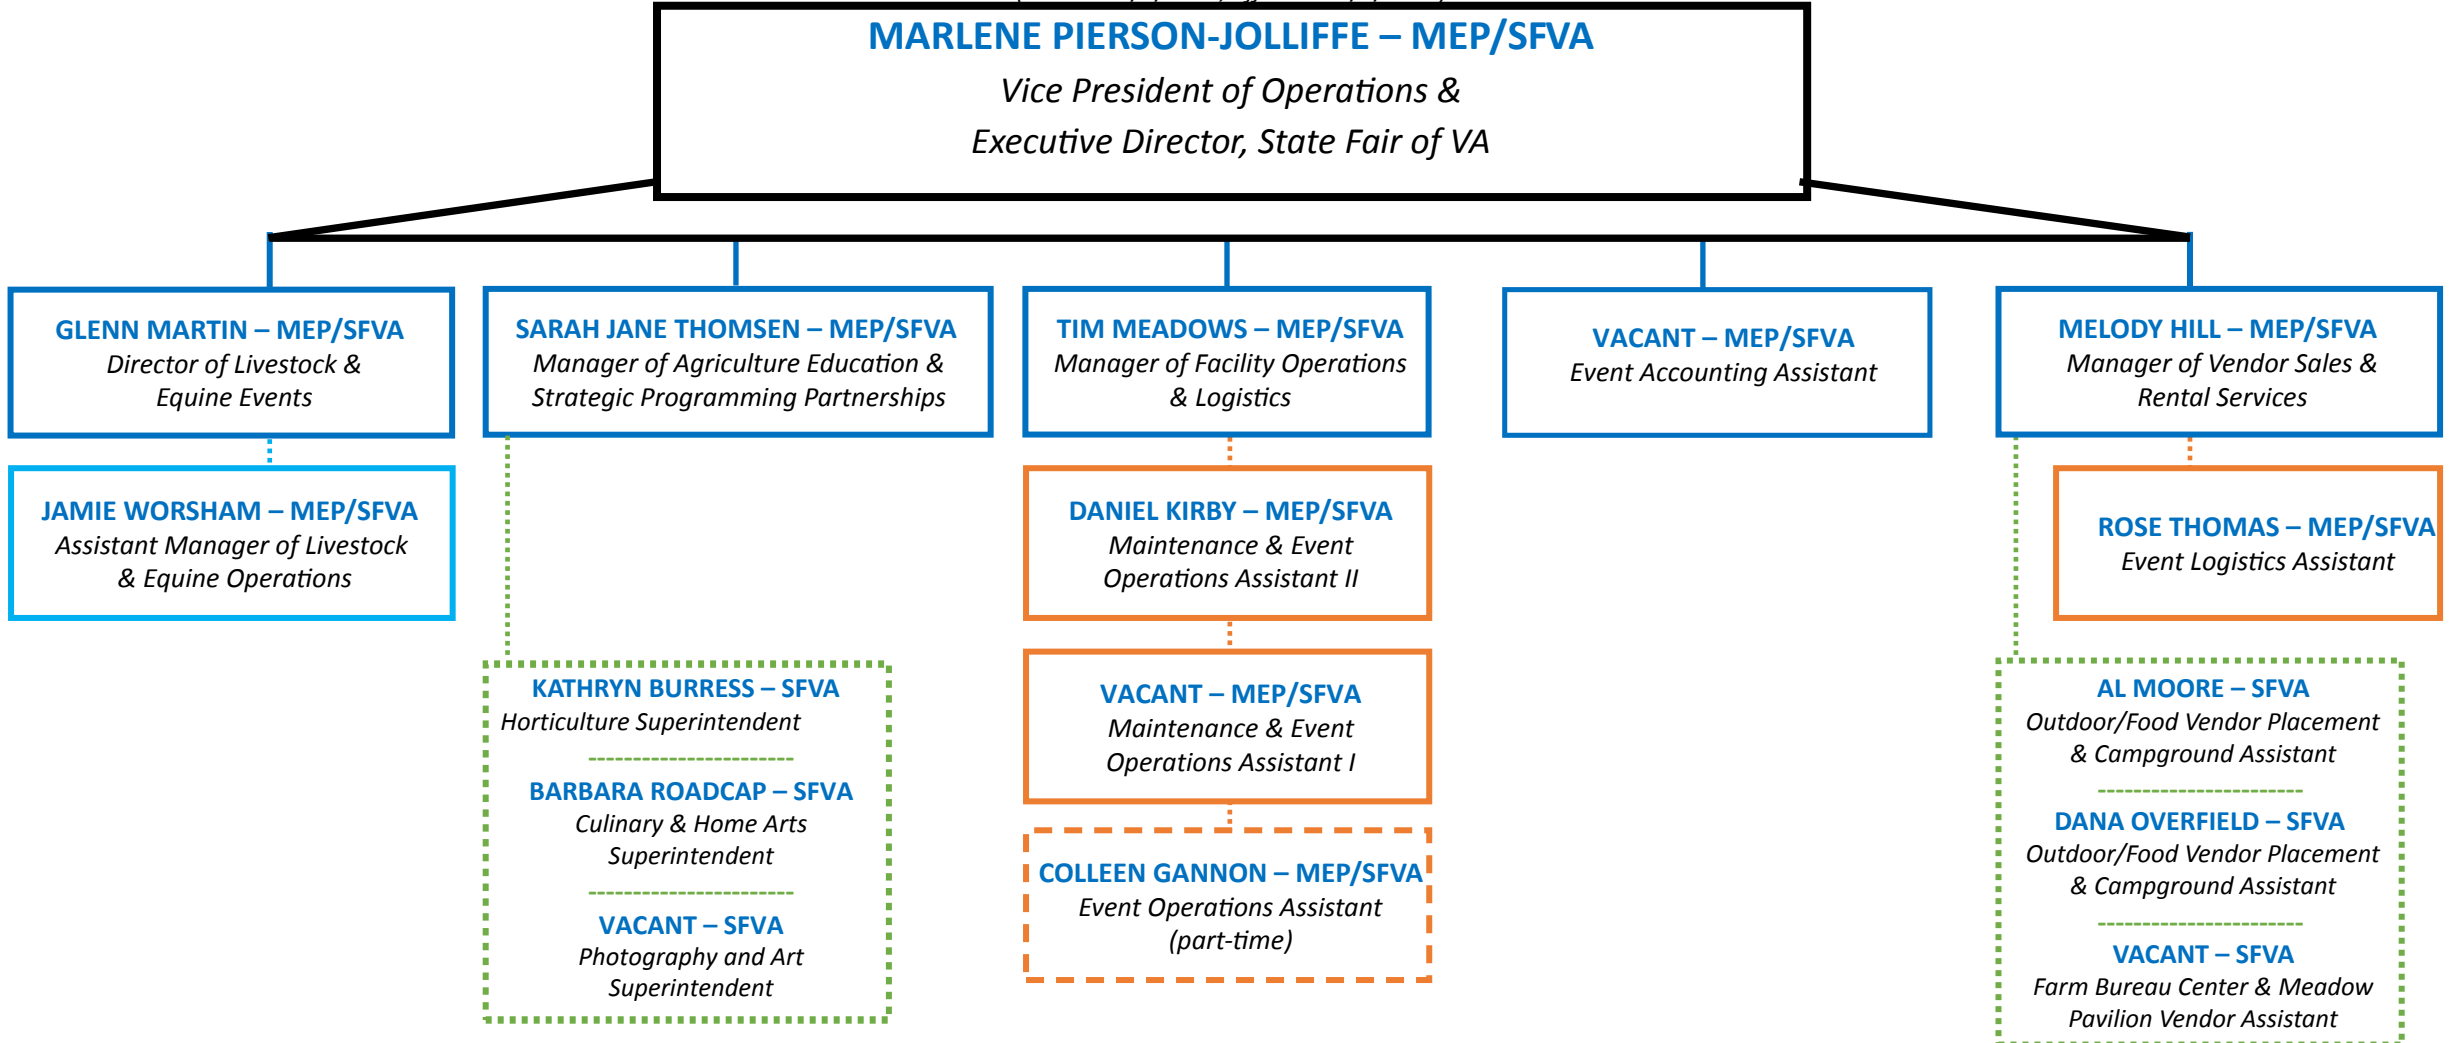 MARLENE PIERSON-JOLLIFFE – MEP/SFVA
Vice President of Operations &
Executive Director, State Fair of VA
GLENN MARTIN – MEP/SFVA
Director of Livestock &
Equine Events
SARAH JANE THOMSEN – MEP/SFVA
Manager of Agriculture Education &
Strategic Programming Partnerships
TIM MEADOWS – MEP/SFVA
Manager of Facility Operations
& Logistics
VACANT – MEP/SFVA
Event Accounting Assistant
MELODY HILL – MEP/SFVA
Manager of Vendor Sales &
Rental Services
JAMIE WORSHAM – MEP/SFVA
Assistant Manager of Livestock
& Equine Operations
DANIEL KIRBY – MEP/SFVA
Maintenance & Event
Operations Assistant II
ROSE THOMAS – MEP/SFVA
Event Logistics Assistant
KATHRYN BURRESS – SFVA
Horticulture Superintendent
BARBARA ROADCAP – SFVA
Culinary & Home Arts
Superintendent
VACANT – SFVA
Photography and Art
Superintendent
VACANT – MEP/SFVA
Maintenance & Event
Operations Assistant I
COLLEEN GANNON – MEP/SFVA
Event Operations Assistant
(part-time)
AL MOORE – SFVA
Outdoor/Food Vendor Placement
& Campground Assistant
DANA OVERFIELD – SFVA
Outdoor/Food Vendor Placement
& Campground Assistant
VACANT – SFVA
Farm Bureau Center & Meadow
Pavilion Vendor Assistant